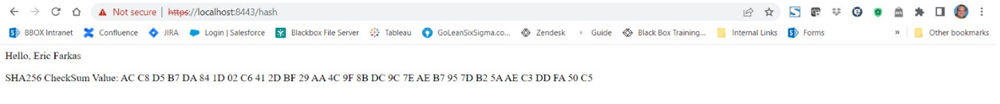 Not secure | https://localhost:8443/hash
BBOX Intranet Confluence JIRA Login | Salesforce Blackbox File Server Tableau GoLeanSixSigma.co... Zendesk Guide Black Box Training... Internal Links Forms » Other bookmarks
Hello, Eric Farkas
SHA256 CheckSum Value: AC C8 D5 B7 DA 84 1D 02 C6 41 2D BF 29 AA 4C 9F 8B DC 9C 7E AE B7 95 7D B2 5A AE C3 DD FA 50 C5